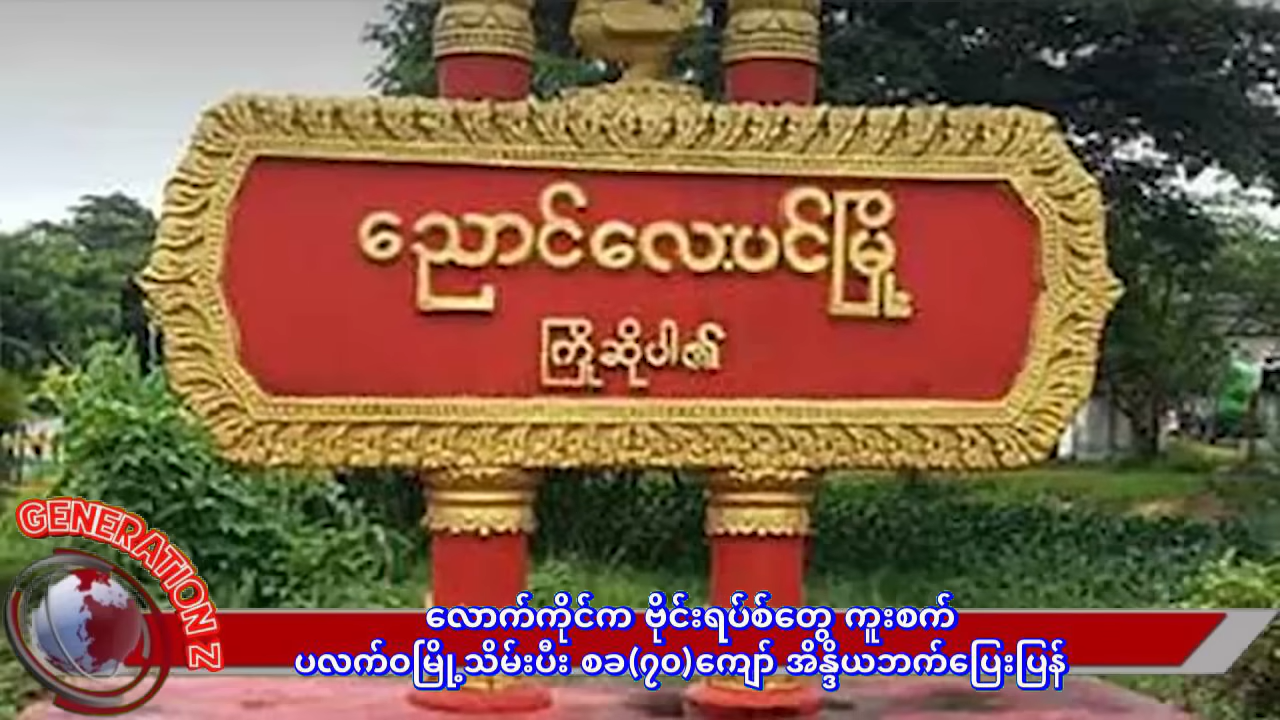 ညောင်လေးပင်မြို့
ကြိုဆိုပါ၏
GENERATION Z
လောက်ကိုင်က ဗိုင်းရပ်စ်တွေ ကူးစက်
ပလက်ဝမြို့သိမ်းပီး စခ(၇၀)ကျော် အိန္ဒိယဘက်ပြေးပြန်